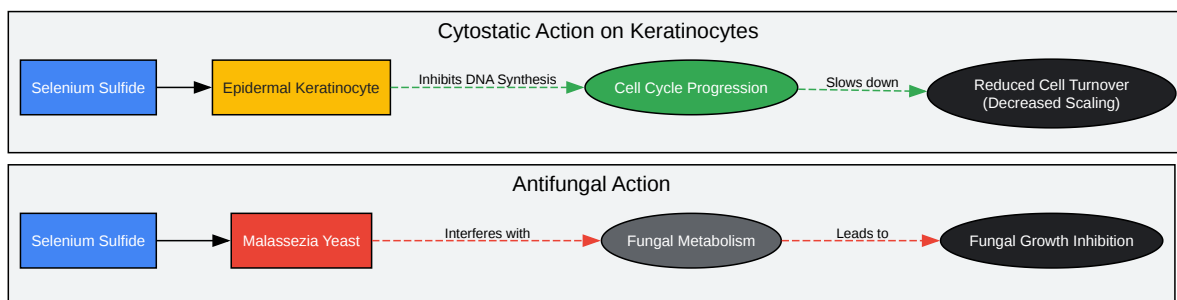 Cytostatic Action on Keratinocytes
Selenium Sulfide
Epidermal Keratinocyte
Inhibits DNA Synthesis
Cell Cycle Progression
Slows down
Reduced Cell Turnover
(Decreased Scaling)
Antifungal Action
Selenium Sulfide
Malassezia Yeast
Interferes with
Fungal Metabolism
Leads to
Fungal Growth Inhibition